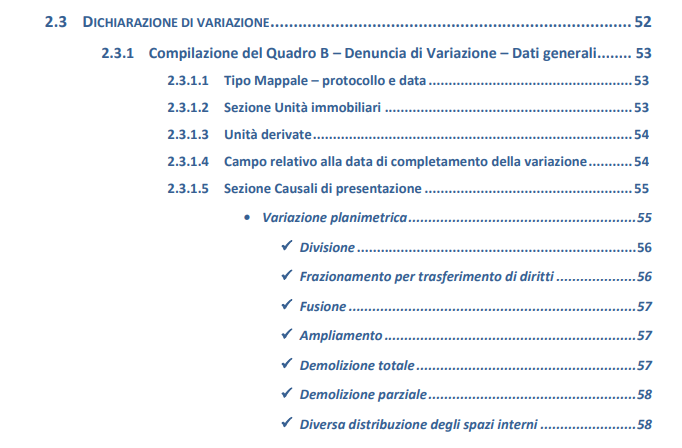 2.3 DICHIARAZIONE DI VARIAZIONE.................................................................................. 52
2.3.1 Compilazione del Quadro B – Denuncia di Variazione – Dati generali........ 53
2.3.1.1 Tipo Mappale – protocollo e data .................................................... 53
2.3.1.2 Sezione Unità immobiliari .............................................................. 53
2.3.1.3 Unità derivate................................................................................ 54
2.3.1.4 Campo relativo alla data di completamento della variazione........... 54
2.3.1.5 Sezione Causali di presentazione ..................................................... 55
• Variazione planimetrica.......................................................... 55
✓ Divisione .................................................................... 56
✓ Frazionamento per trasferimento di diritti .................... 56
✓ Fusione ...................................................................... 57
✓ Ampliamento .............................................................. 57
✓ Demolizione totale ...................................................... 57
✓ Demolizione parziale.................................................... 58
✓ Diversa distribuzione degli spazi interni ........................ 58